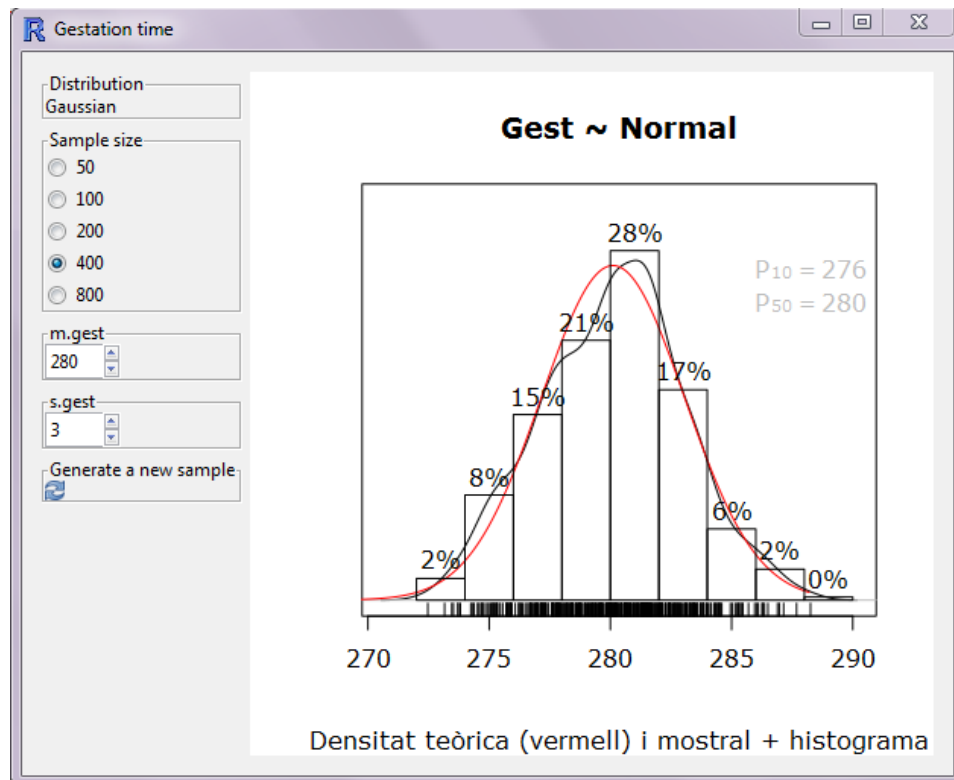 Gestation time
Distribution
Gaussian
Sample size
50
100
200
400
800
m.gest
280
s.gest
3
Generate a new sample
Gest ~ Normal
28%
P10 = 276
P50 = 280
21%
17%
15%
8%
6%
2%
2%
0%
270 275 280 285 290
Densitat teòrica (vermell) i mostral + histograma